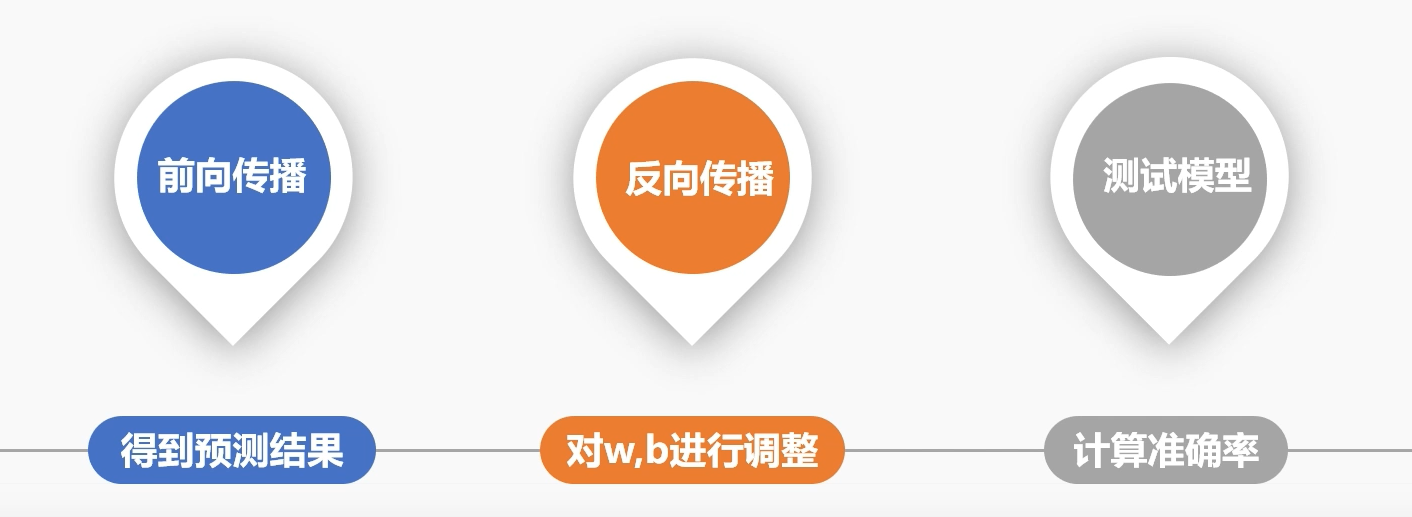 前向传播
反向传播
测试模型
得到预测结果
对w,b进行调整
计算准确率